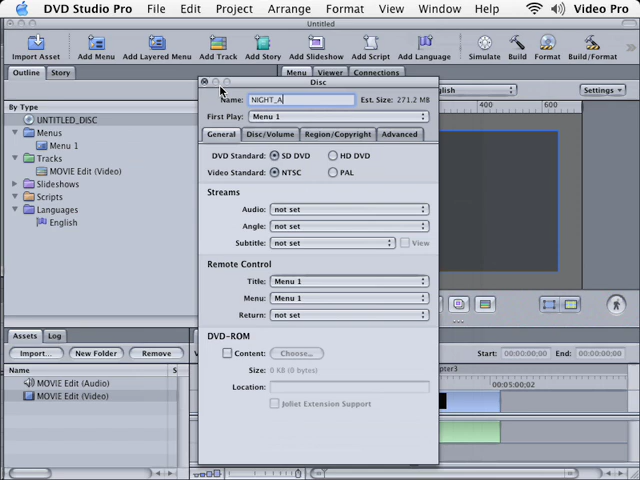 DVD Studio Pro File Edit Project Arrange Format View Window Help Video Pro
Untitled
Import Asset Add Menu Add Layered Menu Add Track Add Story Add Slideshow Add Script Add Language Simulate Build Format Build/Format
Outline Story
Menu Viewer Connections
Disc
Name: NIGHT_A Est. Size: 271.2 MB
glish Settings
By Type
First Play: Menu 1
400 600
UNTITLED_DISC
Menus
Menu 1
Tracks
MOVIE Edit (Video)
Slideshows
Scripts
Languages
English
General Disc/Volume Region/Copyright Advanced
DVD Standard: SD DVD HD DVD
Video Standard: NTSC PAL
Streams
Audio: not set
Angle: not set
Subtitle: not set View
Remote Control
Title: Menu 1
Menu: Menu 1
Return: not set
DVD-ROM
Content: Choose...
Size: 0 KB (0 bytes)
Location:
Joliet Extension Support
Assets Log
Import... New Folder Remove
Name S
MOVIE Edit (Audio)
MOVIE Edit (Video)
Start: 00:00:00;00 End: 00:00:00;00
pter3
00:05:00;02